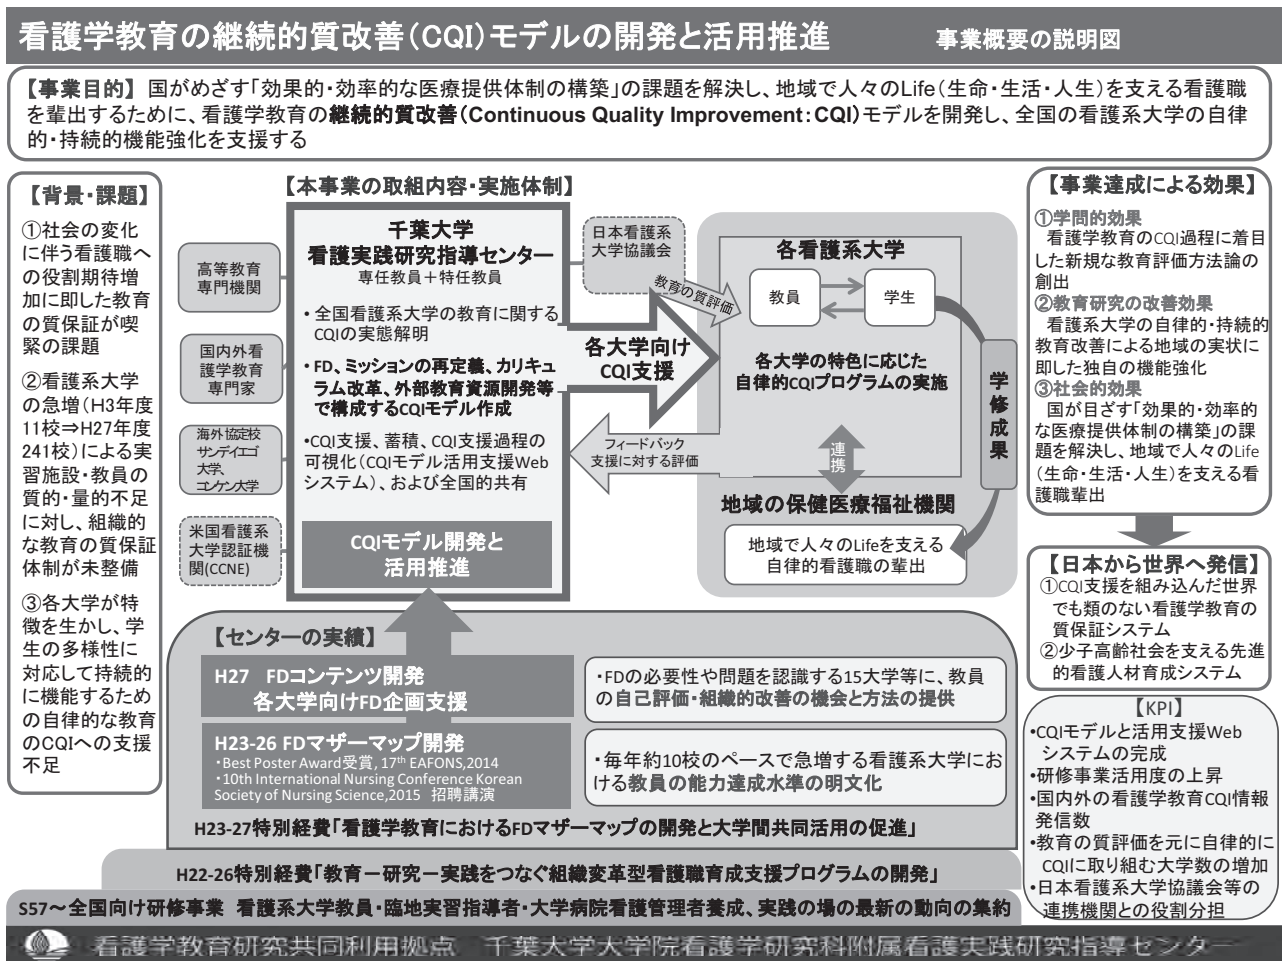 看護学教育の継続的質改善（CQI）モデルの開発と活用推進　事業概要の説明図
【事業目的】 国がめざす「効果的・効率的な医療提供体制の構築」の課題を解決し、地域で人々のLife（生命・生活・人生）を支える看護職
を輩出するために、看護学教育の継続的質改善（Continuous Quality Improvement：CQI）モデルを開発し、全国の看護系大学の自律
的・持続的機能強化を支援する
【背景・課題】
①社会の変化
に伴う看護職へ
の役割期待増
加に即した教育
の質保証が喫
緊の課題
②看護系大学
の急増（H3年度
11校⇒H27年度
241校）による実
習施設・教員の
質的・量的不足
に対し、組織的
な教育の質保証
体制が未整備
③各大学が特
徴を生かし、学
生の多様性に
対応して持続的
に機能するため
の自律的な教育
のCQIへの支援
不足
【本事業の取組内容・実施体制】
高等教育
専門機関
国内外看
護学教育
専門家
海外協定校
サンディエゴ
大学、
コンケン大学
米国看護系
大学認証機
関(CCNE)
千葉大学
看護実践研究指導センター
専任教員＋特任教員
・全国看護系大学の教育に関する
CQIの実態解明
・FD、ミッションの再定義、カリキュ
ラム改革、外部教育資源開発等
で構成するCQIモデル作成
・CQI支援、蓄積、CQI支援過程の
可視化（CQIモデル活用支援Web
システム）、および全国的共有
CQIモデル開発と
活用推進
日本看護系
大学協議会
教育の質評価
各大学向け
CQI支援
フィードバック
支援に対する評価
各看護系大学
教員
学生
各大学の特色に応じた
自律的CQIプログラムの実施
連携
学修成果
地域の保健医療福祉機関
地域で人々のLifeを支える
自律的看護職の輩出
【センターの実績】
H27　FDコンテンツ開発
各大学向けFD企画支援
・FDの必要性や問題を認識する15大学等に、教員
の自己評価・組織的改善の機会と方法の提供
H23-26 FDマザーマップ開発
・Best Poster Award受賞, 17th EAFONS,2014
・10th International Nursing Conference Korean
Society of Nursing Science,2015　招聘講演
・毎年約10校のペースで急増する看護系大学にお
ける教員の能力達成水準の明文化
H23-27特別経費「看護学教育におけるFDマザーマップの開発と大学間共同活用の促進」
H22-26特別経費「教育－研究－実践をつなぐ組織変革型看護職育成支援プログラムの開発」
S57～全国向け研修事業　看護系大学教員・臨地実習指導者・大学病院看護管理者養成、実践の場の最新の動向の集約
【事業達成による効果】
①学問的効果
看護学教育のCQI過程に着目
した新規な教育評価方法論の
創出
②教育研究の改善効果
看護系大学の自律的・持続的
教育改善による地域の実状に
即した独自の機能強化
③社会的効果
国が目ざす「効果的・効率的
な医療提供体制の構築」の課
題を解決し、地域で人々のLife
（生命・生活・人生）を支える看
護職輩出
【日本から世界へ発信】
①CQI支援を組み込んだ世界
でも類のない看護学教育の
質保証システム
②少子高齢社会を支える先進
的看護人材育成システム
【KPI】
•CQIモデルと活用支援Web
システムの完成
•研修事業活用度の上昇
•国内外の看護学教育CQI情報
発信数
•教育の質評価を元に自律的に
CQIに取り組む大学数の増加
•日本看護系大学協議会等の
連携機関との役割分担
看護学教育研究共同利用拠点　千葉大学大学院看護学研究科附属看護実践研究指導センター